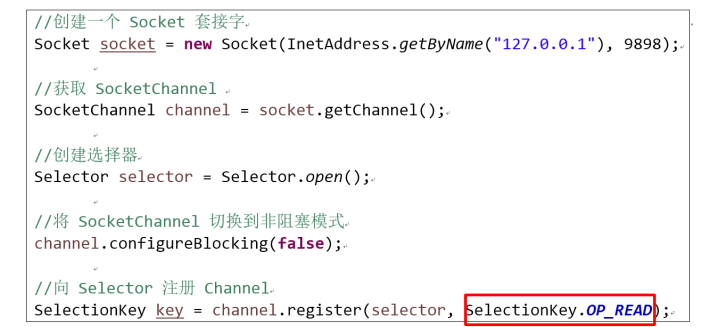 //创建一个 Socket 套接字
Socket socket = new Socket(InetAddress.getByName("127.0.0.1"), 9898);
//获取 SocketChannel
SocketChannel channel = socket.getChannel();
//创建选择器
Selector selector = Selector.open();
//将 SocketChannel 切换到非阻塞模式
channel.configureBlocking(false);
//向 Selector 注册 Channel
SelectionKey key = channel.register(selector, SelectionKey.OP_READ);